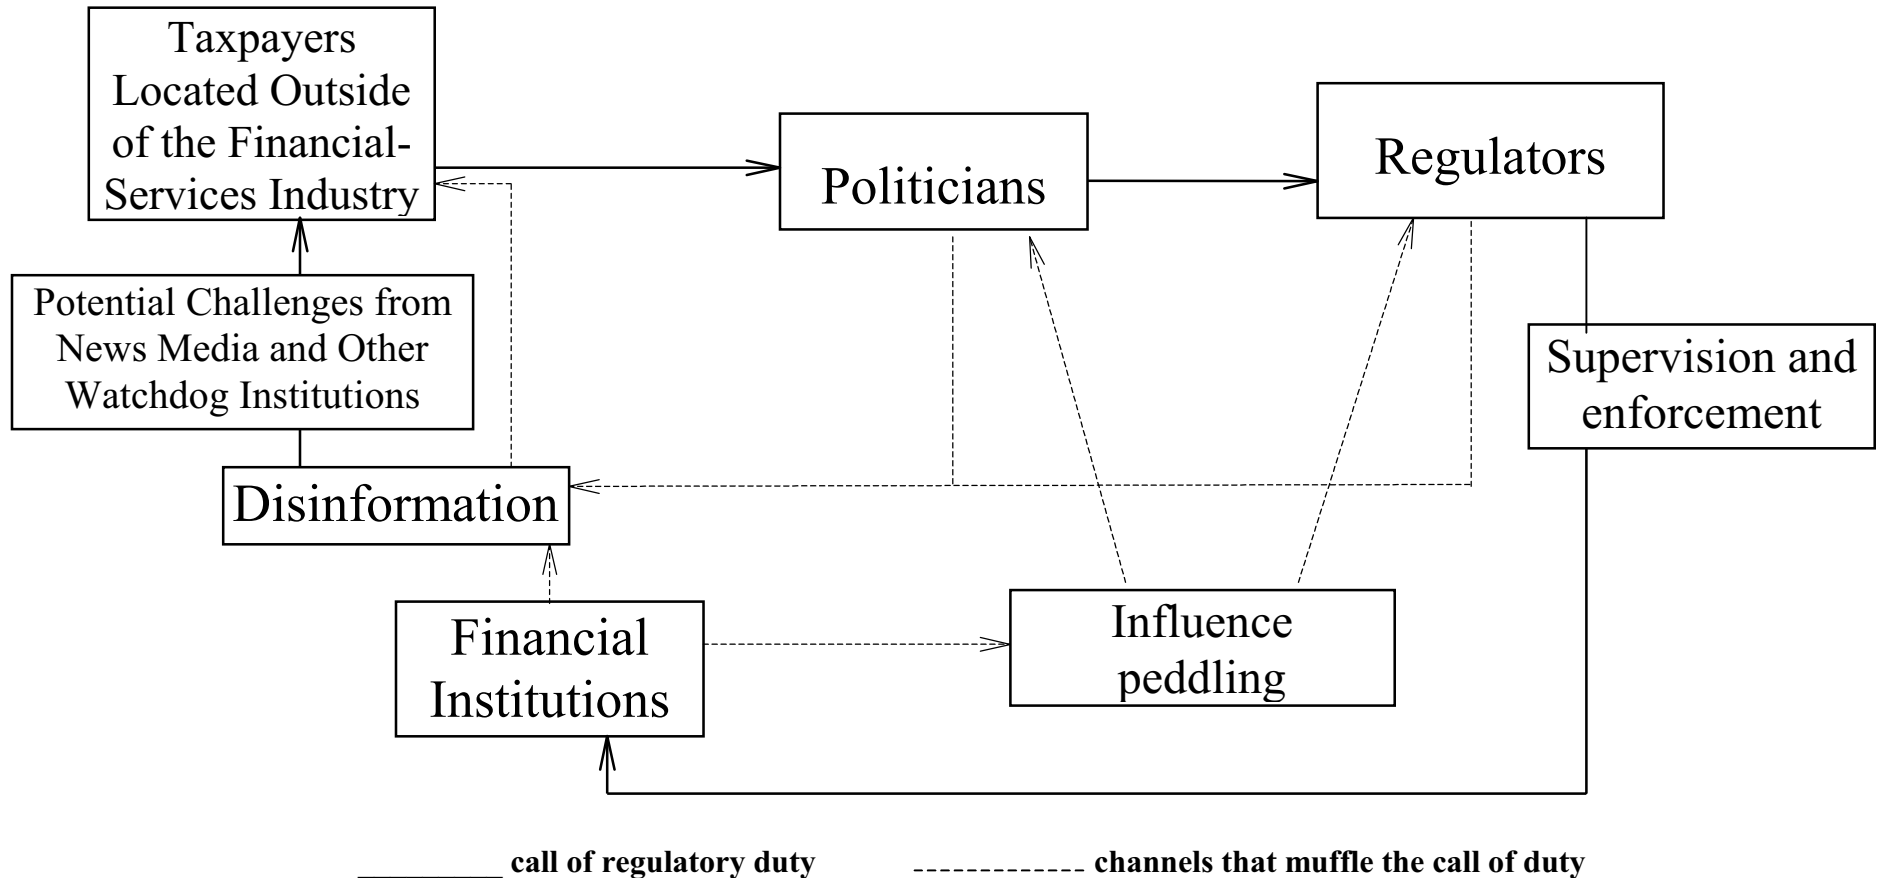 Taxpayers
Located Outside
of the Financial-
Services Industry
Politicians
Regulators
Potential Challenges from
News Media and Other
Watchdog Institutions
Supervision and
enforcement
Disinformation
Financial
Institutions
Influence
peddling
call of regulatory duty
channels that muffle the call of duty